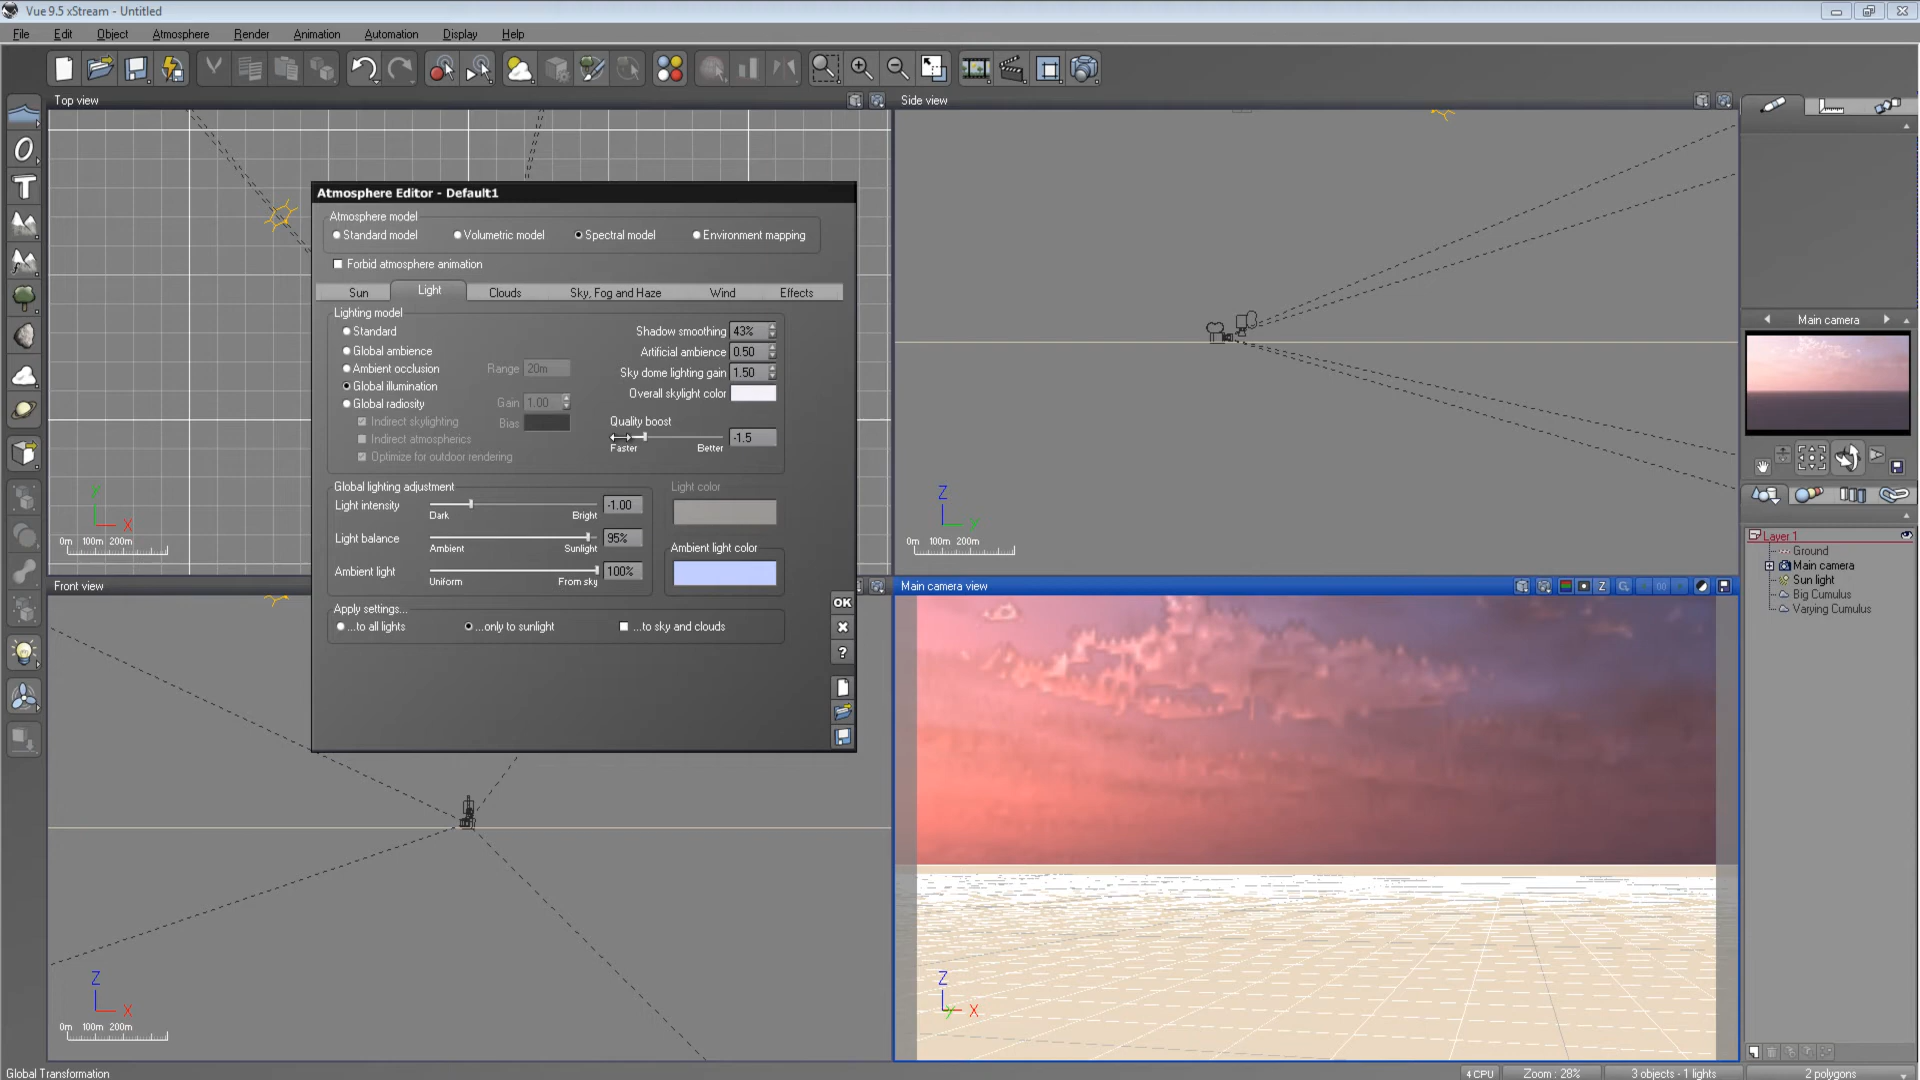 Vue 9.5 xStream - Untitled
File Edit Object Atmosphere Render Animation Automation Display Help
Top view
Side view
Atmosphere Editor - Default1
Atmosphere model
Standard model Volumetric model Spectral model Environment mapping
Forbid atmosphere animation
Sun Light Clouds Sky, Fog and Haze Wind Effects
Lighting model
Standard
Global ambience
Ambient occlusion Range 20m
Global illumination
Global radiosity Gain 1.00
Indirect skylighting Bias
Indirect atmospherics
Optimize for outdoor rendering
Shadow smoothing 43%
Artificial ambience 0.50
Sky dome lighting gain 1.50
Overall skylight color
Quality boost
-1.5
Faster Better
Global lighting adjustment
Light intensity -1.00
Dark Bright
Light balance 95%
Ambient Sunlight
Ambient light 100%
Uniform From sky
Light color
Ambient light color
Apply settings...
...to all lights ...only to sunlight ...to sky and clouds
OK
?
Y
X
0m 100m 200m
Z
Y
0m 100m 200m
Front view
Main camera view
Z
Z
X
0m 100m 200m
Z
Y X
Main camera
Layer 1
Ground
Main camera
Sun light
Big Cumulus
Varying Cumulus
Global Transformation
4 CPU Zoom : 28% 3 objects - 1 lights 2 polygons